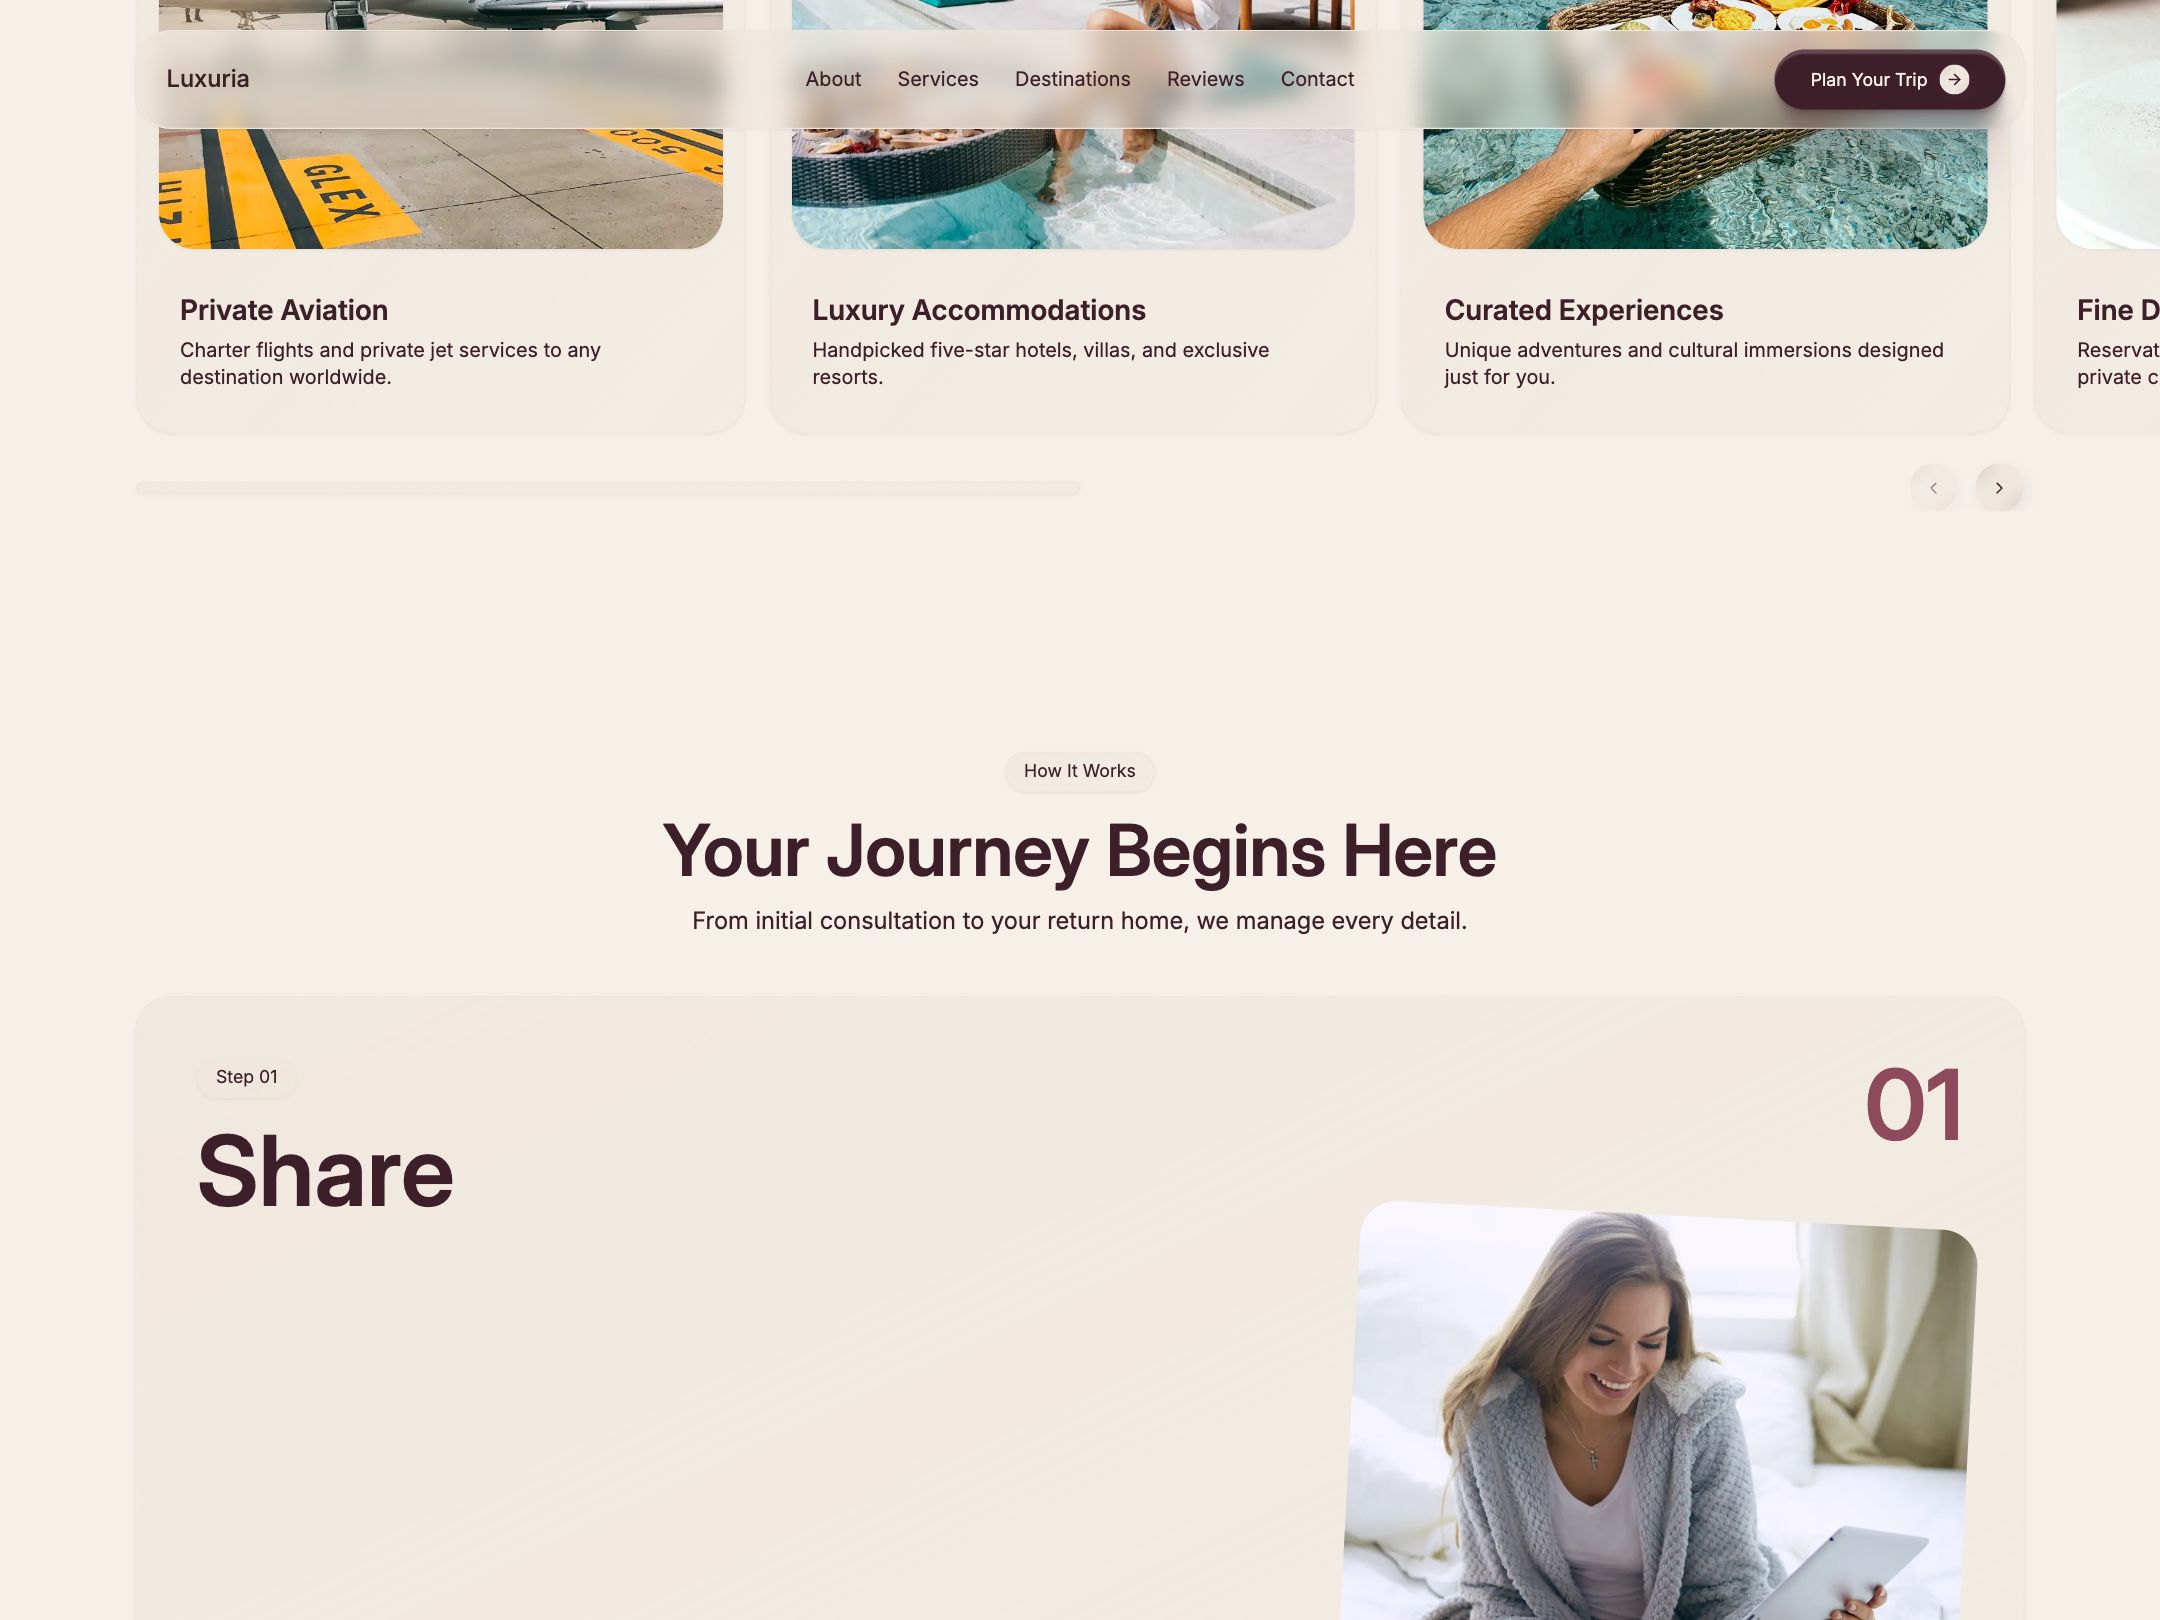 Luxuria
About
Services
Destinations
Reviews
Contact
Plan Your Trip
GLEX
50
Private Aviation
Charter flights and private jet services to any
destination worldwide.
Luxury Accommodations
Handpicked five-star hotels, villas, and exclusive
resorts.
Curated Experiences
Unique adventures and cultural immersions designed
just for you.
Fine D
Reservat
private c
How It Works
Your Journey Begins Here
From initial consultation to your return home, we manage every detail.
Step 01
01
Share